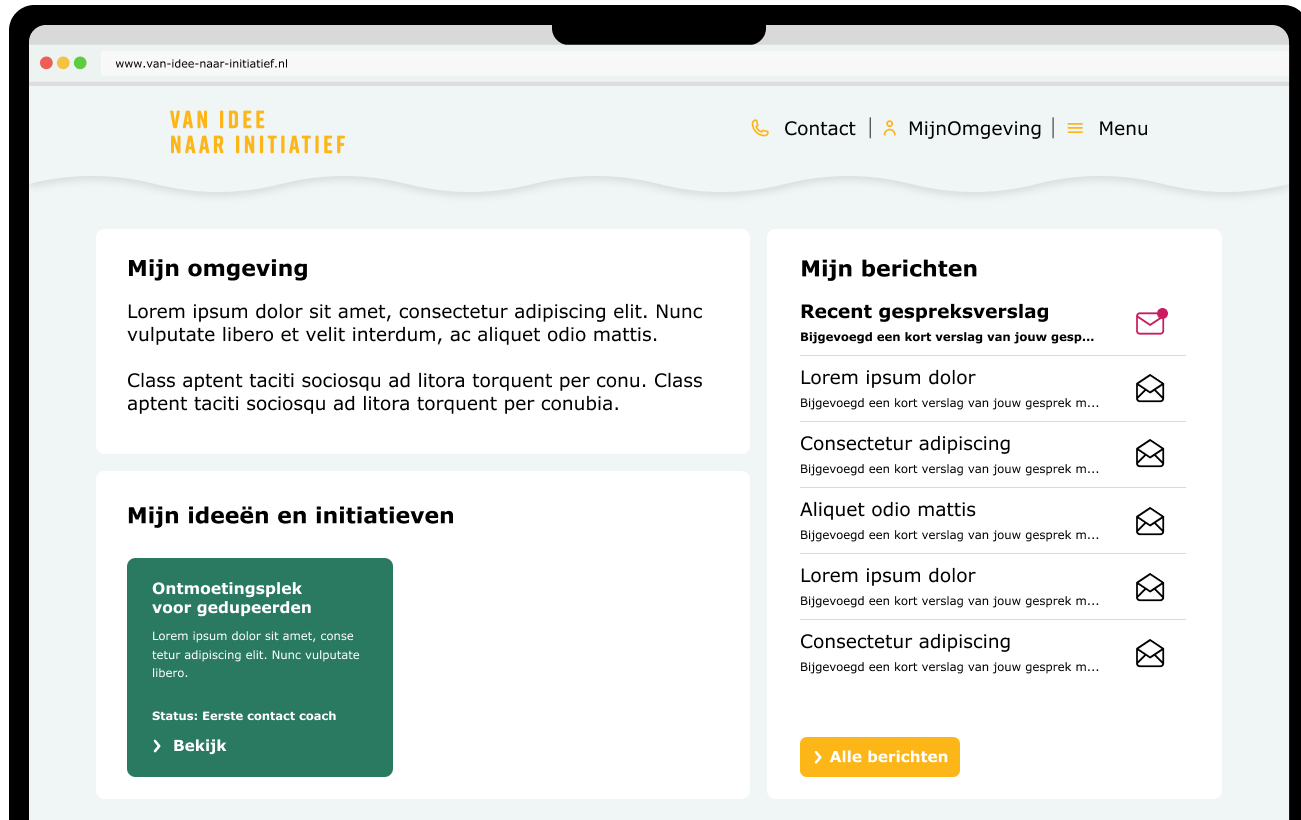 www.van-idee-naar-initiatief.nl
VAN IDEE
NAAR INITIATIEF
Contact
MijnOmgeving
Menu
Mijn omgeving
Lorem ipsum dolor sit amet, consectetur adipiscing elit. Nunc
vulputate libero et velit interdum, ac aliquet odio mattis.
Class aptent taciti sociosqu ad litora torquent per conu. Class
aptent taciti sociosqu ad litora torquent per conubia.
Mijn ideeën en initiatieven
Ontmoetingsplek
voor gedupeerden
Lorem ipsum dolor sit amet, conse
tetur adipiscing elit. Nunc vulputate
libero.
Status: Eerste contact coach
Bekijk
Mijn berichten
Recent gespreksverslag
Bijgevoegd een kort verslag van jouw gesp...
Lorem ipsum dolor
Bijgevoegd een kort verslag van jouw gesprek m...
Consectetur adipiscing
Bijgevoegd een kort verslag van jouw gesprek m...
Aliquet odio mattis
Bijgevoegd een kort verslag van jouw gesprek m...
Lorem ipsum dolor
Bijgevoegd een kort verslag van jouw gesprek m...
Consectetur adipiscing
Bijgevoegd een kort verslag van jouw gesprek m...
Alle berichten